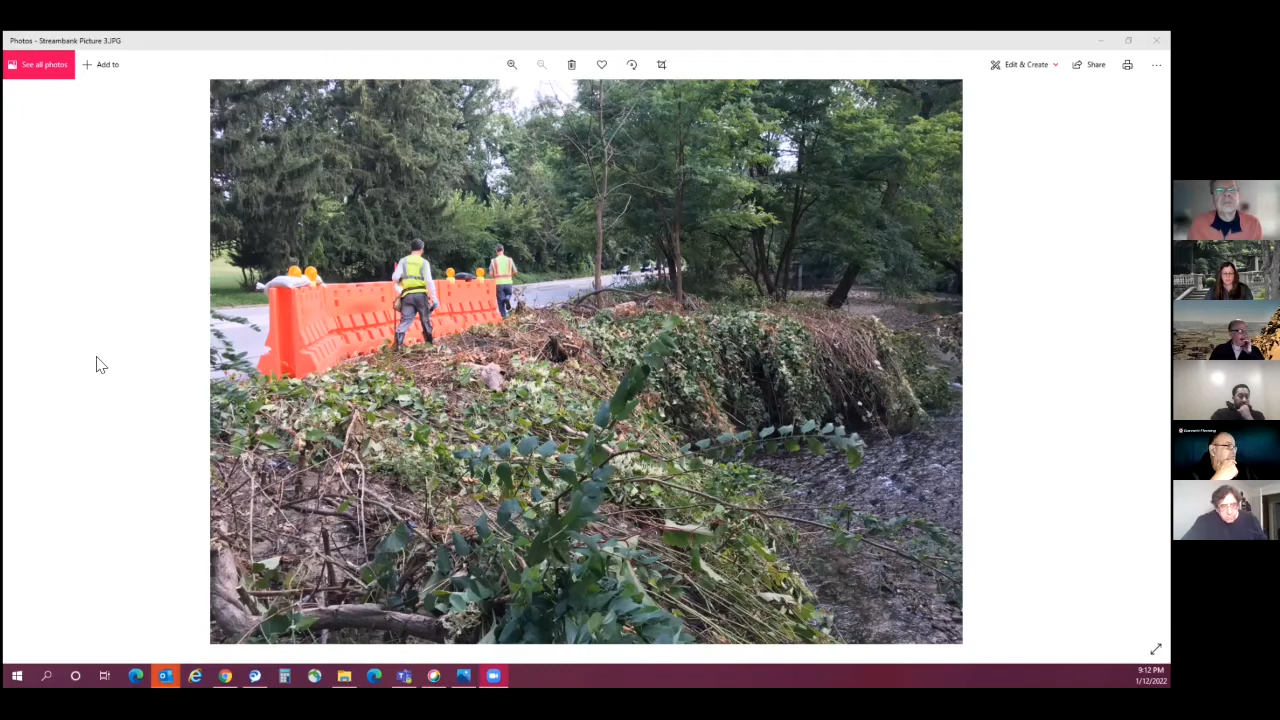 Photos - Streambank Picture 3.JPG
See all photos
Add to
Edit & Create
Share
9:12 PM
1/12/2022